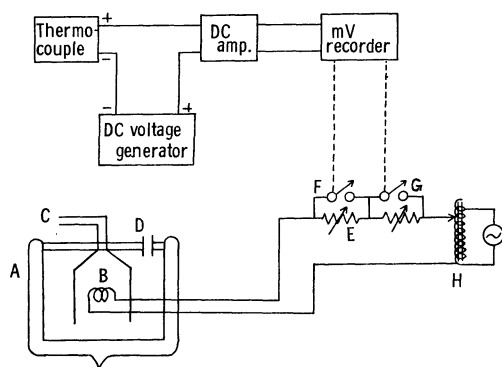 Thermo-
couple
+
−
DC
amp.
mV
recorder
−
+
DC voltage
generator
F
G
E
C
D
A
B
H